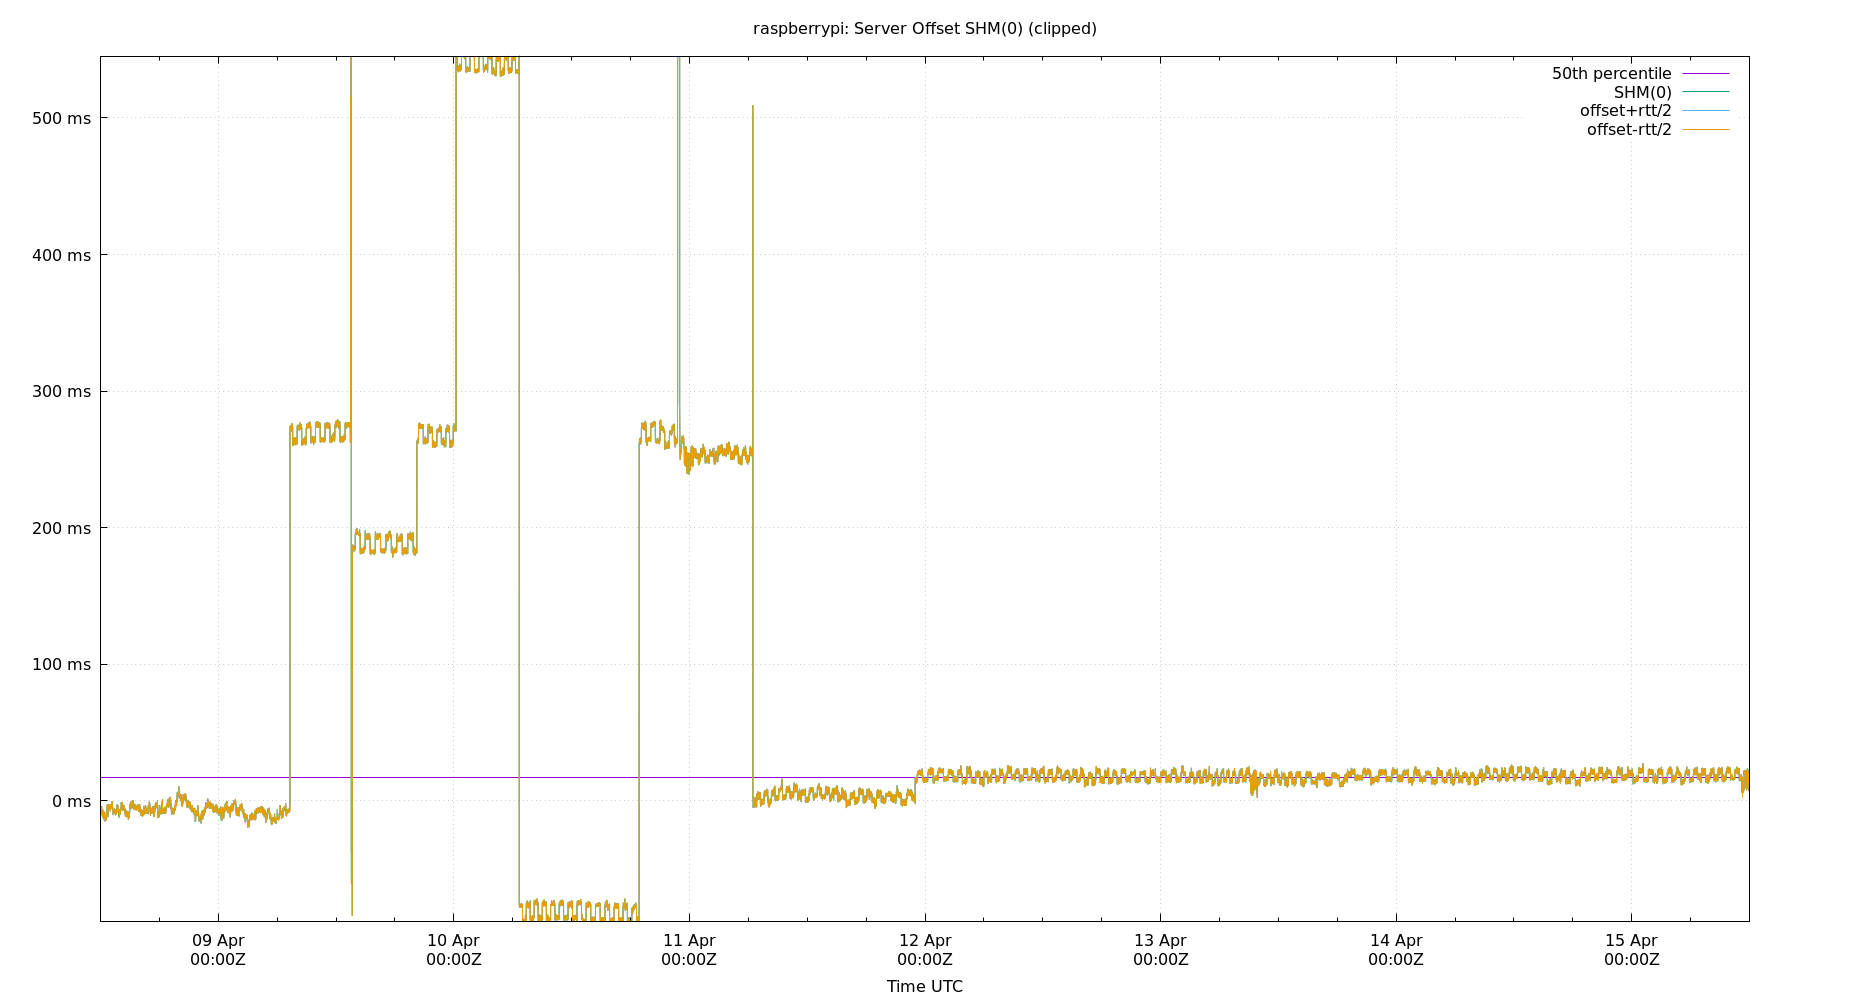 raspberrypi: Server Offset SHM(0) (clipped)
50th percentile
SHM(0)
offset+rtt/2
offset-rtt/2
500 ms
400 ms
300 ms
200 ms
100 ms
0 ms
09 Apr 10 Apr 11 Apr 12 Apr 13 Apr 14 Apr 15 Apr
00:00Z 00:00Z 00:00Z 00:00Z 00:00Z 00:00Z 00:00Z
Time UTC